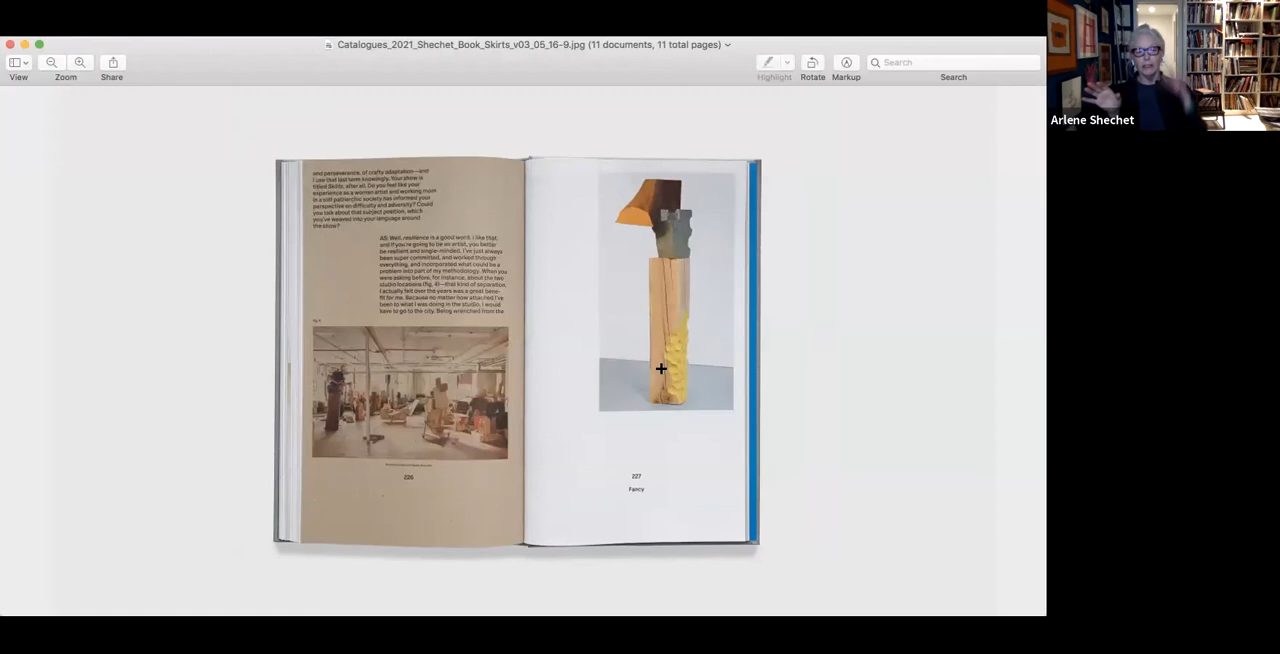 Catalogues_2021_Shechet_Book_Skirts_v03_05_16-9.jpg (11 documents, 11 total pages)
View
Zoom
Share
Highlight
Rotate
Markup
Search
Search
Arlene Shechet
and perseverance, of crafty adaptation—and
I use that last term knowingly. Your show is
titled Skirts, after all. Do you feel like your
experience as a woman artist and working mom
in a still patriarchic society has informed your
perspective on difficulty and adversity? Could
you talk about that subject position, which
you've weaved into your language around
the show?
AS: Well, resilience is a good word. I like that,
and if you're going to be an artist, you better
be resilient and single-minded. I've just always
been super committed, and worked through
everything, and incorporated what could be a
problem into part of my methodology. When you
were asking before, for instance, about the two
studio locations (fig. 4)—that kind of separation,
I actually felt over the years was a great bene-
fit for me. Because no matter how attached I've
been to what I was doing in the studio, I would
have to go to the city. Being wrenched from the
226
227
Fancy